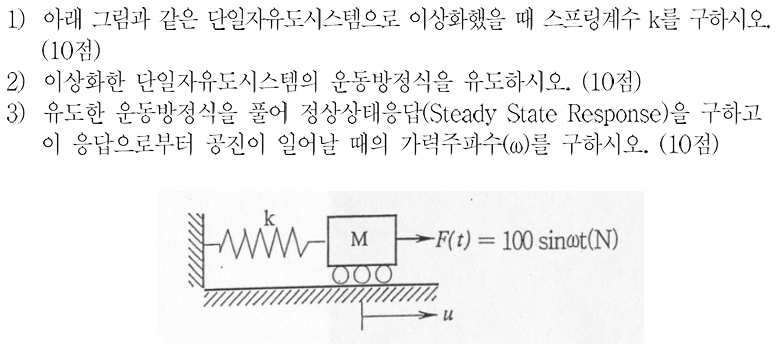 1) 아래 그림과 같은 단일자유도시스템으로 이상화했을 때 스프링계수 k를 구하시오.
(10점)
2) 이상화한 단일자유도시스템의 운동방정식을 유도하시오. (10점)
3) 유도한 운동방정식을 풀어 정상상태응답(Steady State Response)을 구하고
이 응답으로부터 공진이 일어날 때의 가력주파수(ω)를 구하시오. (10점)
k
M
F(t) = 100 sinωt(N)
u